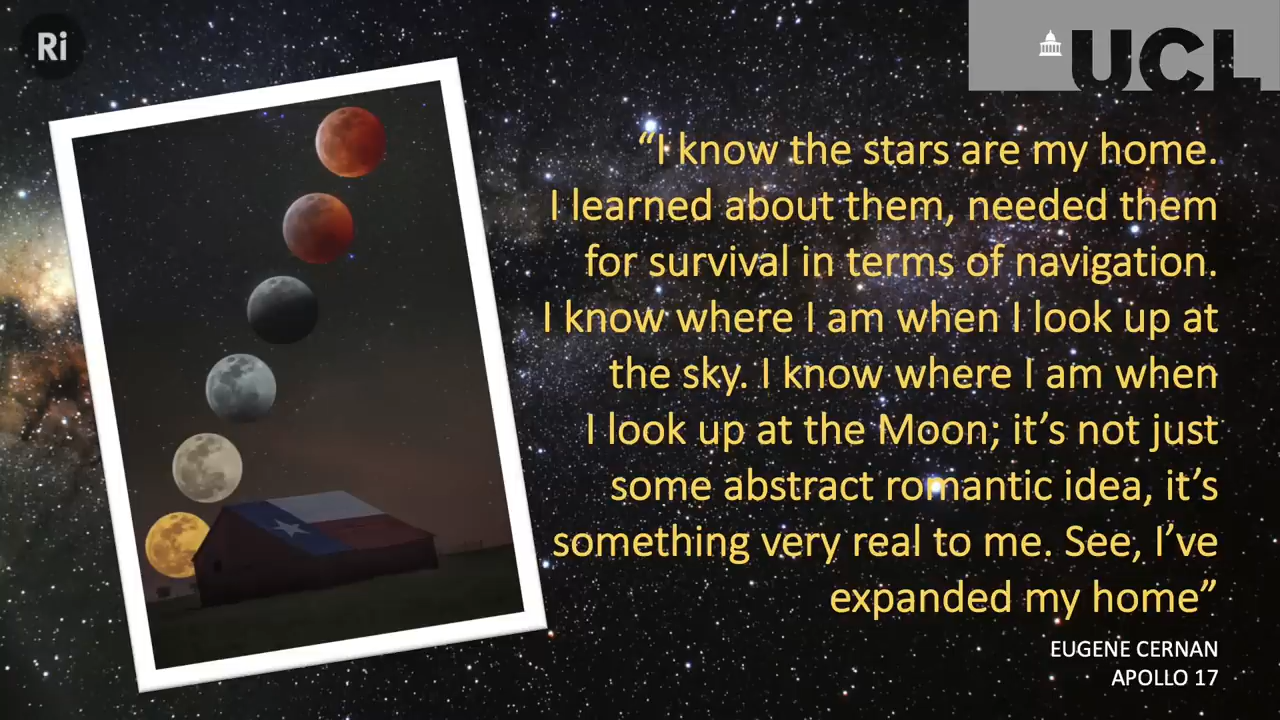 Ri
UCL
“I know the stars are my home.
I learned about them, needed them
for survival in terms of navigation.
I know where I am when I look up at
the sky. I know where I am when
I look up at the Moon; it’s not just
some abstract romantic idea, it’s
something very real to me. See, I’ve
expanded my home”
EUGENE CERNAN
APOLLO 17